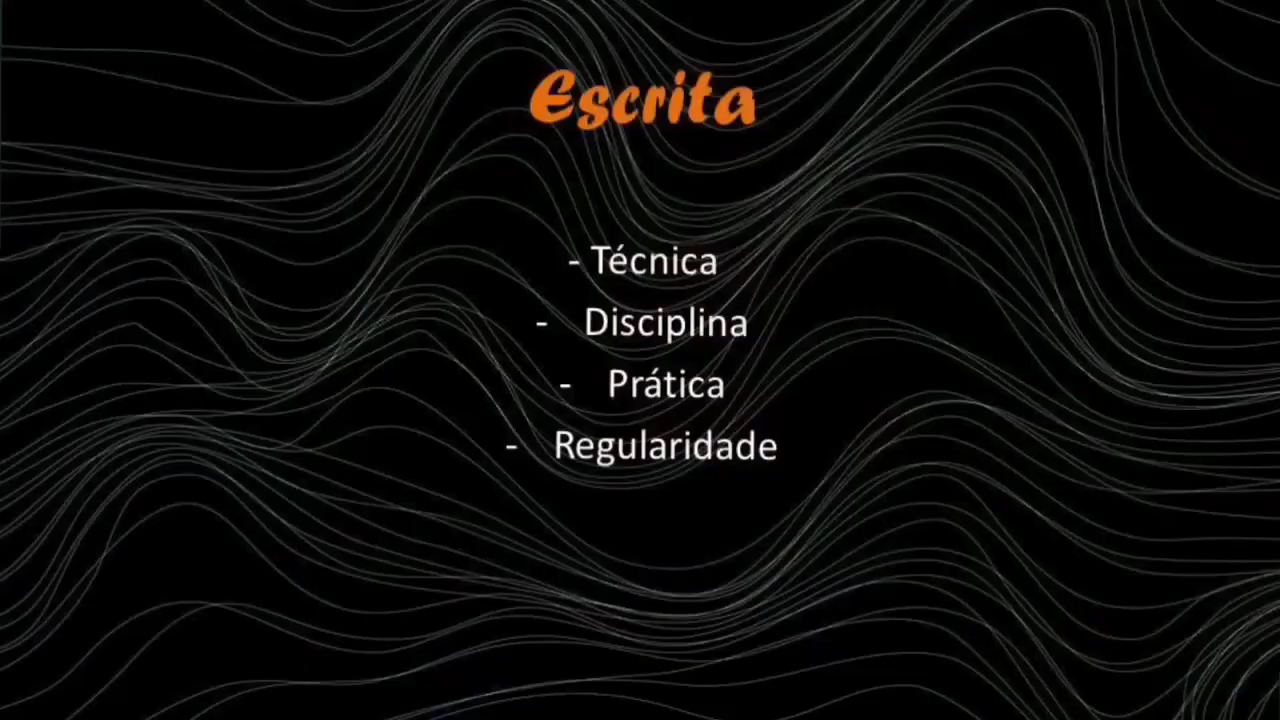 Escrita
- Técnica
- Disciplina
- Prática
- Regularidade